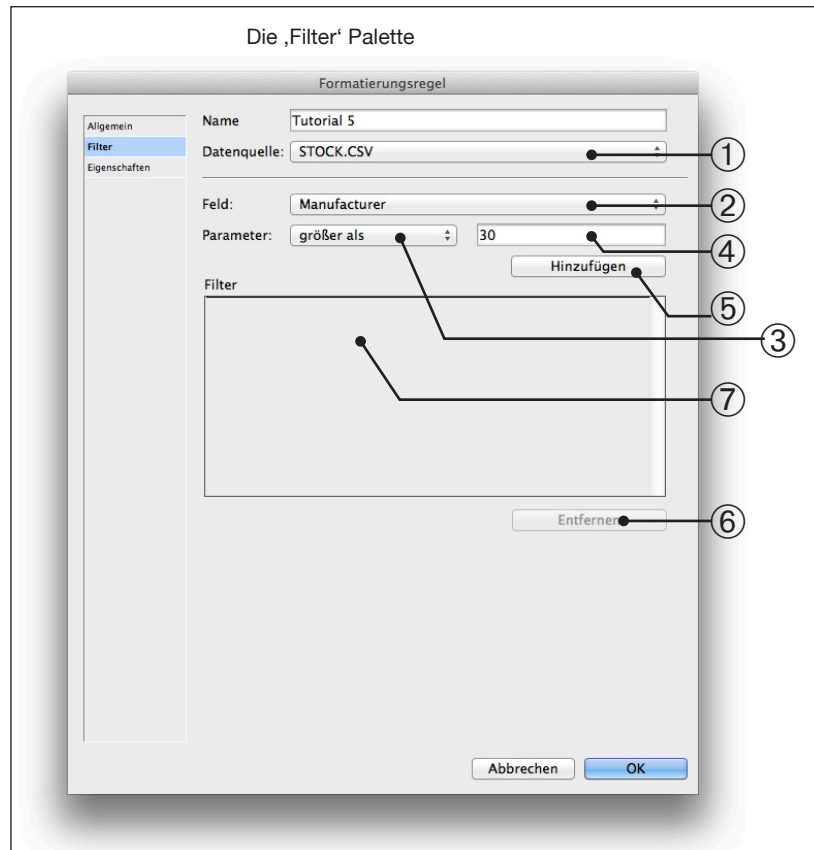 Die ‚Filter‘ Palette
Formatierungsregel
Allgemein
Filter
Eigenschaften
Name Tutorial 5
Datenquelle: STOCK.CSV ①
Feld: Manufacturer ②
Parameter: größer als 30 ④
Hinzufügen ⑤
Filter
③
⑦
Entfernen ⑥
Abbrechen OK